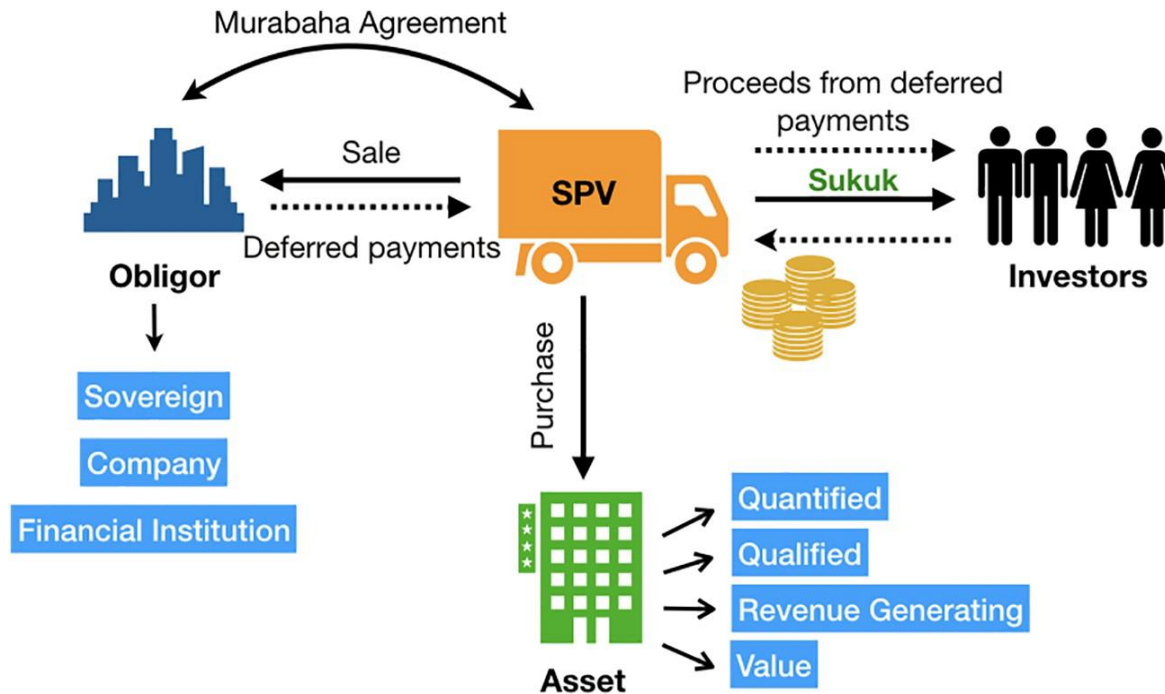 Murabaha Agreement
Proceeds from deferred
payments
Sale
SPV
Sukuk
Deferred payments
Obligor
Investors
Purchase
Sovereign
Company
Financial Institution
Quantified
Qualified
Revenue Generating
Value
Asset